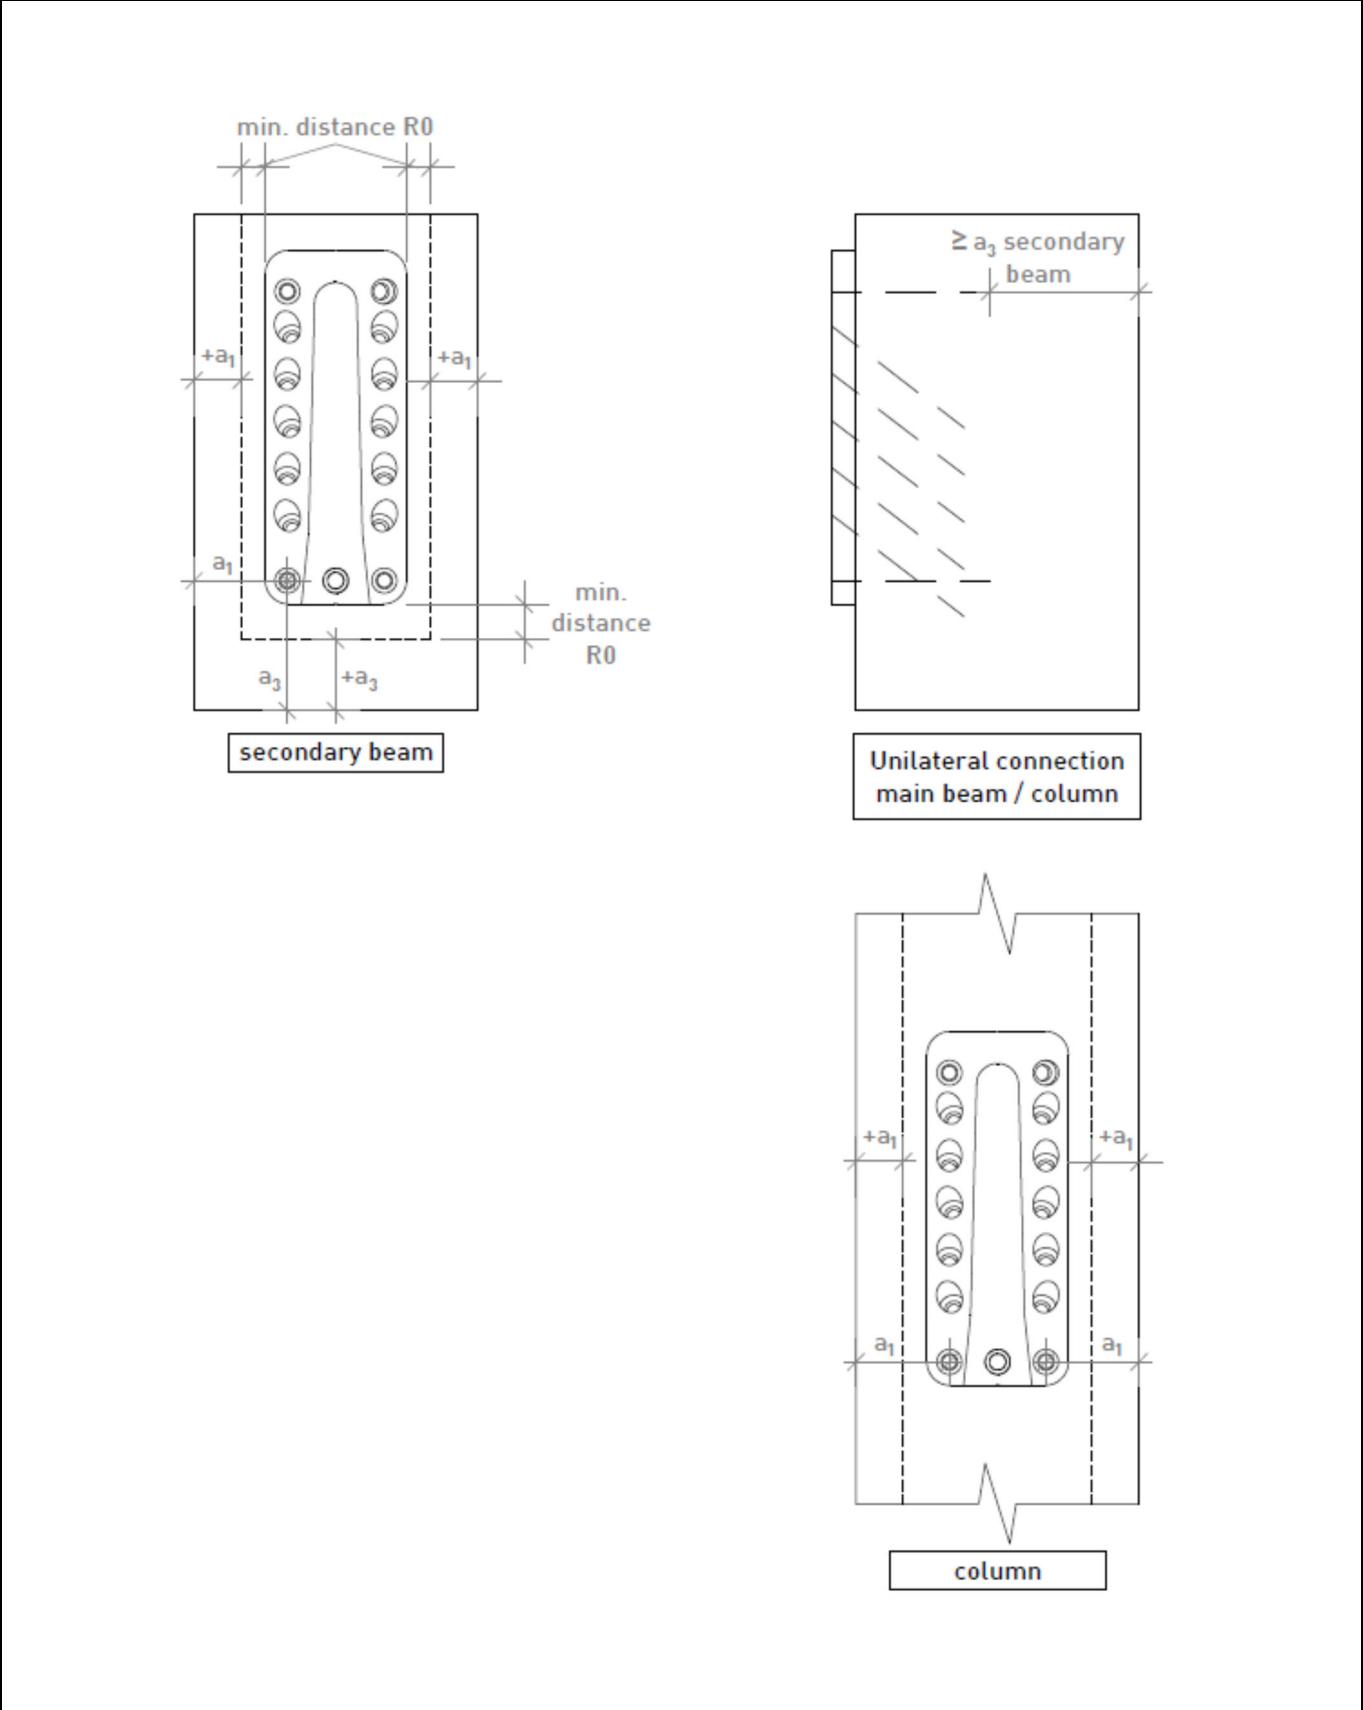 min. distance R0
≥ a3 secondary
beam
+a1
+a1
a1
min.
distance
R0
a3
+a3
secondary beam
Unilateral connection
main beam / column
+a1
+a1
a1
a1
column